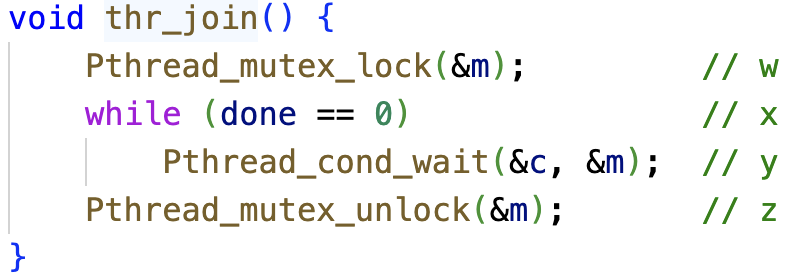 void thr_join() {
    Pthread_mutex_lock(&m);         // w
    while (done == 0)               // x
        Pthread_cond_wait(&c, &m);  // y
    Pthread_mutex_unlock(&m);       // z
}